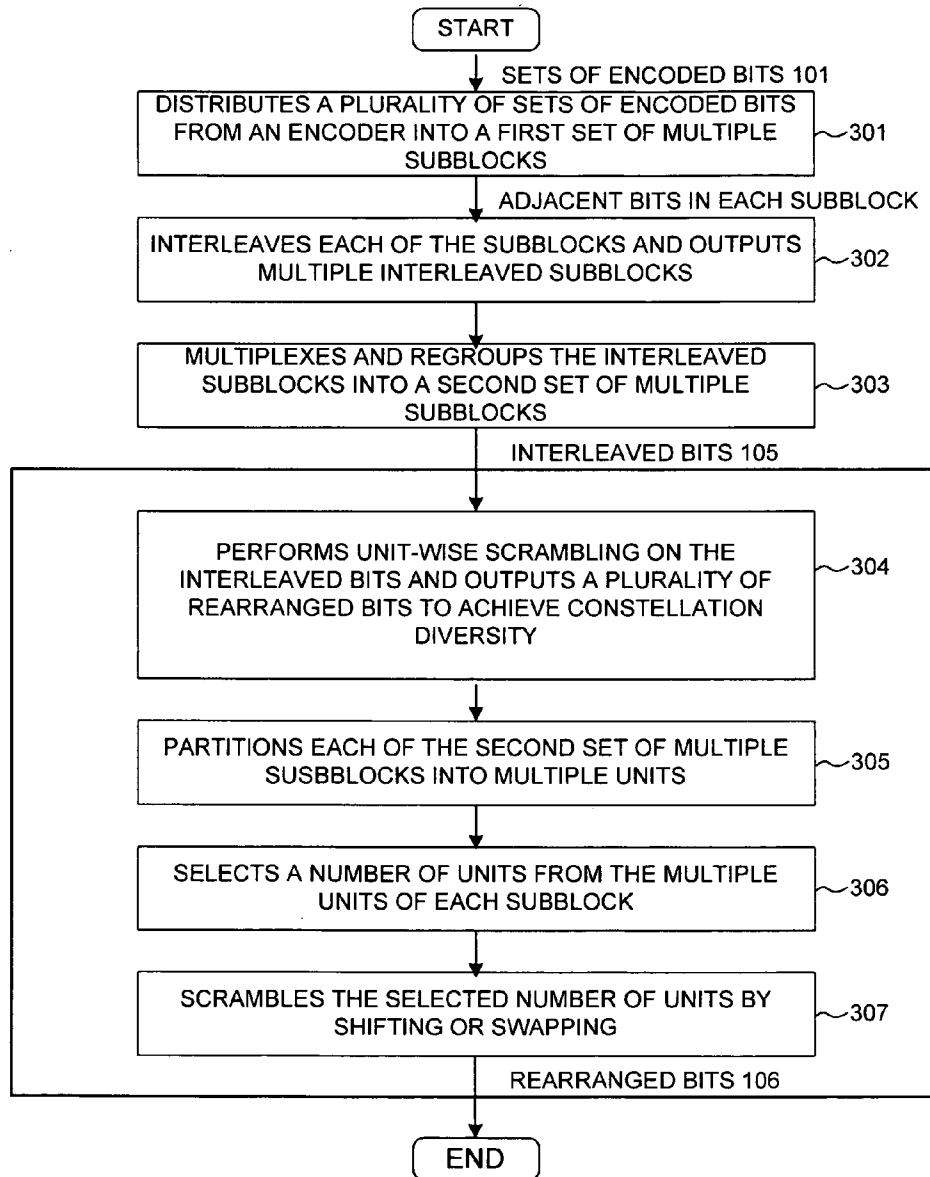 START
SETS OF ENCODED BITS 101
DISTRIBUTES A PLURALITY OF SETS OF ENCODED BITS
FROM AN ENCODER INTO A FIRST SET OF MULTIPLE
SUBBLOCKS
301
ADJACENT BITS IN EACH SUBBLOCK
INTERLEAVES EACH OF THE SUBBLOCKS AND OUTPUTS
MULTIPLE INTERLEAVED SUBBLOCKS
302
MULTIPLEXES AND REGROUPS THE INTERLEAVED
SUBBLOCKS INTO A SECOND SET OF MULTIPLE
SUBBLOCKS
303
INTERLEAVED BITS 105
PERFORMS UNIT-WISE SCRAMBLING ON THE
INTERLEAVED BITS AND OUTPUTS A PLURALITY OF
REARRANGED BITS TO ACHIEVE CONSTELLATION
DIVERSITY
304
PARTITIONS EACH OF THE SECOND SET OF MULTIPLE
SUSBBLOCKS INTO MULTIPLE UNITS
305
SELECTS A NUMBER OF UNITS FROM THE MULTIPLE
UNITS OF EACH SUBBLOCK
306
SCRAMBLES THE SELECTED NUMBER OF UNITS BY
SHIFTING OR SWAPPING
307
REARRANGED BITS 106
END